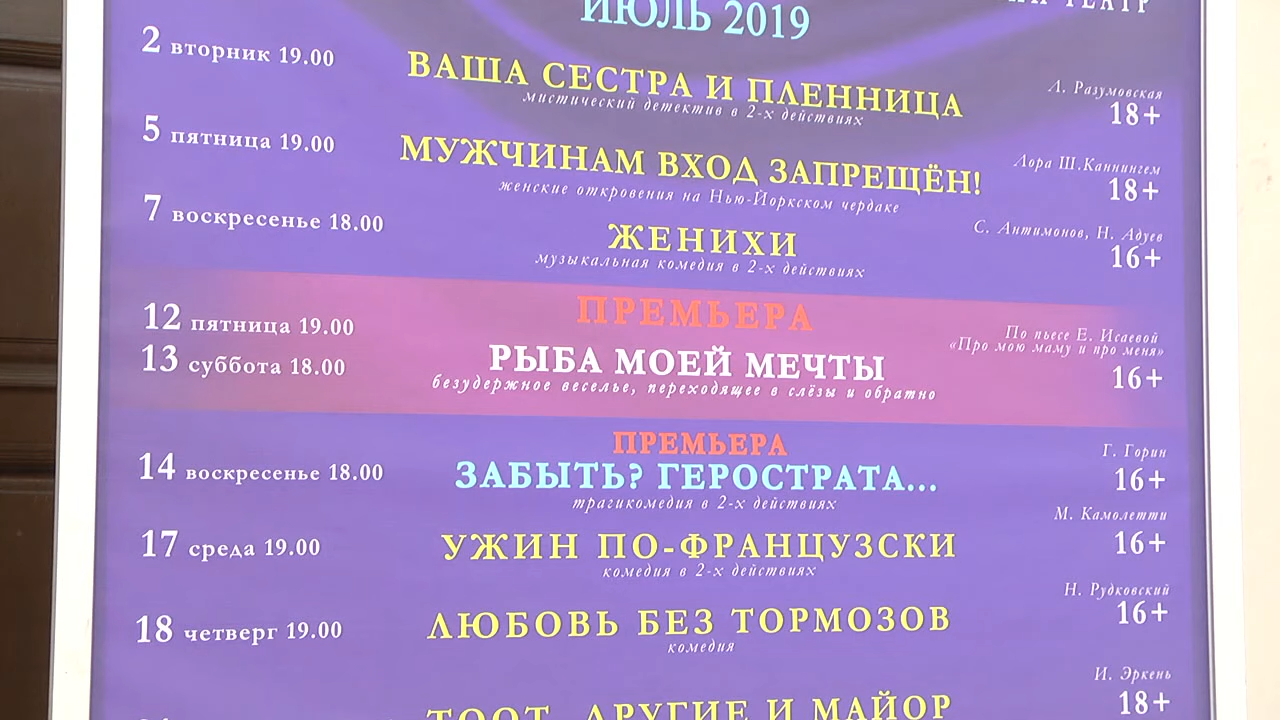 ТЕАТР
ИЮЛЬ 2019
2 вторник 19.00
ВАША СЕСТРА И ПЛЕННИЦА
мистический детектив в 2-х действиях
Л. Разумовская
18+
5 пятница 19.00
МУЖЧИНАМ ВХОД ЗАПРЕЩЁН!
женские откровения на Нью-Йоркском чердаке
Лора Ш.Каннингем
18+
7 воскресенье 18.00
ЖЕНИХИ
музыкальная комедия в 2-х действиях
С. Антимонов, Н. Адуев
16+
ПРЕМЬЕРА
12 пятница 19.00
13 суббота 18.00
РЫБА МОЕЙ МЕЧТЫ
безудержное веселье, переходящее в слёзы и обратно
По пьесе Е. Исаевой
«Про мою маму и про меня»
16+
ПРЕМЬЕРА
14 воскресенье 18.00
ЗАБЫТЬ? ГЕРОСТРАТА...
трагикомедия в 2-х действиях
Г. Горин
16+
17 среда 19.00
УЖИН ПО-ФРАНЦУЗСКИ
комедия в 2-х действиях
М. Камолетти
16+
18 четверг 19.00
ЛЮБОВЬ БЕЗ ТОРМОЗОВ
комедия
Н. Рудковский
16+
ТООТ, ДРУГИЕ И МАЙОР
И. Эркень
18+